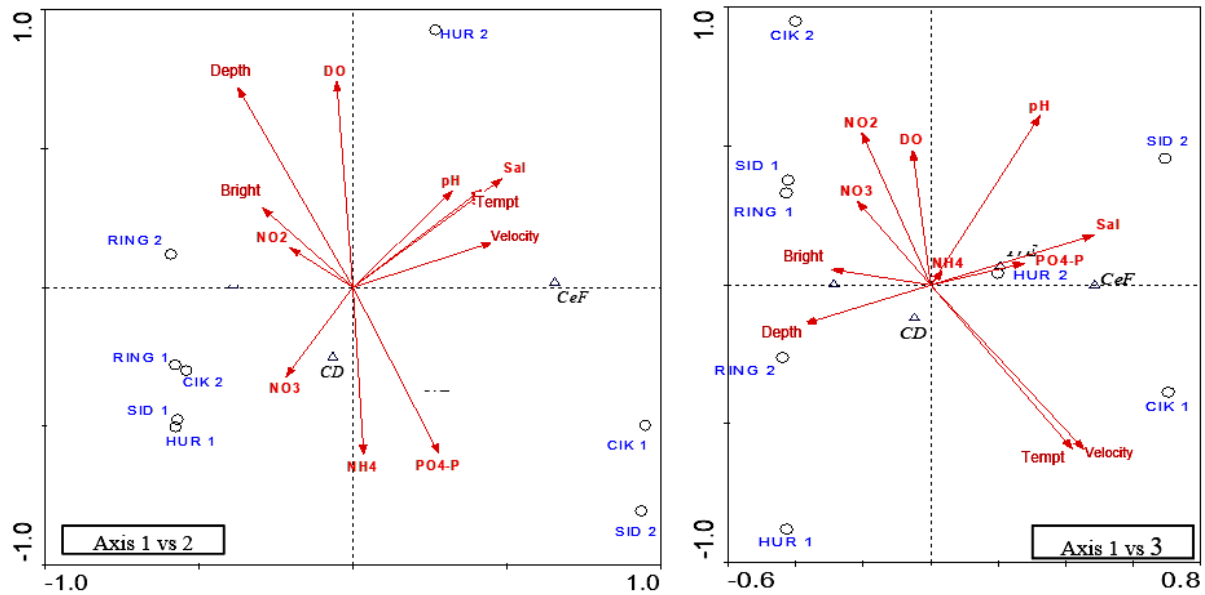 1.0
HUR 2
Depth
DO
Sal
pH
Bright
Tempt
NO2
Velocity
RING 2
CeF
RING 1
CD
CIK 2
NO3
SID 1
HUR 1
CIK 1
NH4
PO4-P
SID 2
Axis 1 vs 2
-1.0
-1.0
1.0
1.0
CIK 2
pH
NO2
DO
SID 2
SID 1
NO3
RING 1
Sal
Bright
NH4
PO4-P
HUR 2
CeF
Depth
CD
RING 2
CIK 1
Tempt
Velocity
HUR 1
Axis 1 vs 3
-1.0
-0.6
0.8